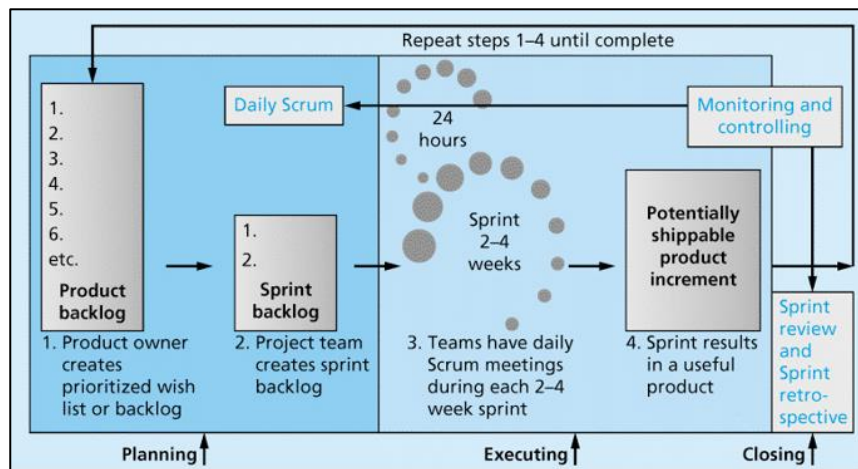 Repeat steps 1–4 until complete
1.
2.
3.
4.
5.
6.
etc.
Product
backlog
Daily Scrum
24
hours
Monitoring and
controlling
1.
2.
Sprint
backlog
Sprint
2–4
weeks
Potentially
shippable
product
increment
1. Product owner
creates
prioritized wish
list or backlog
2. Project team
creates sprint
backlog
3. Teams have daily
Scrum meetings
during each 2–4
week sprint
4. Sprint results
in a useful
product
Sprint
review and
Sprint
retro-
spective
Planning
Executing
Closing